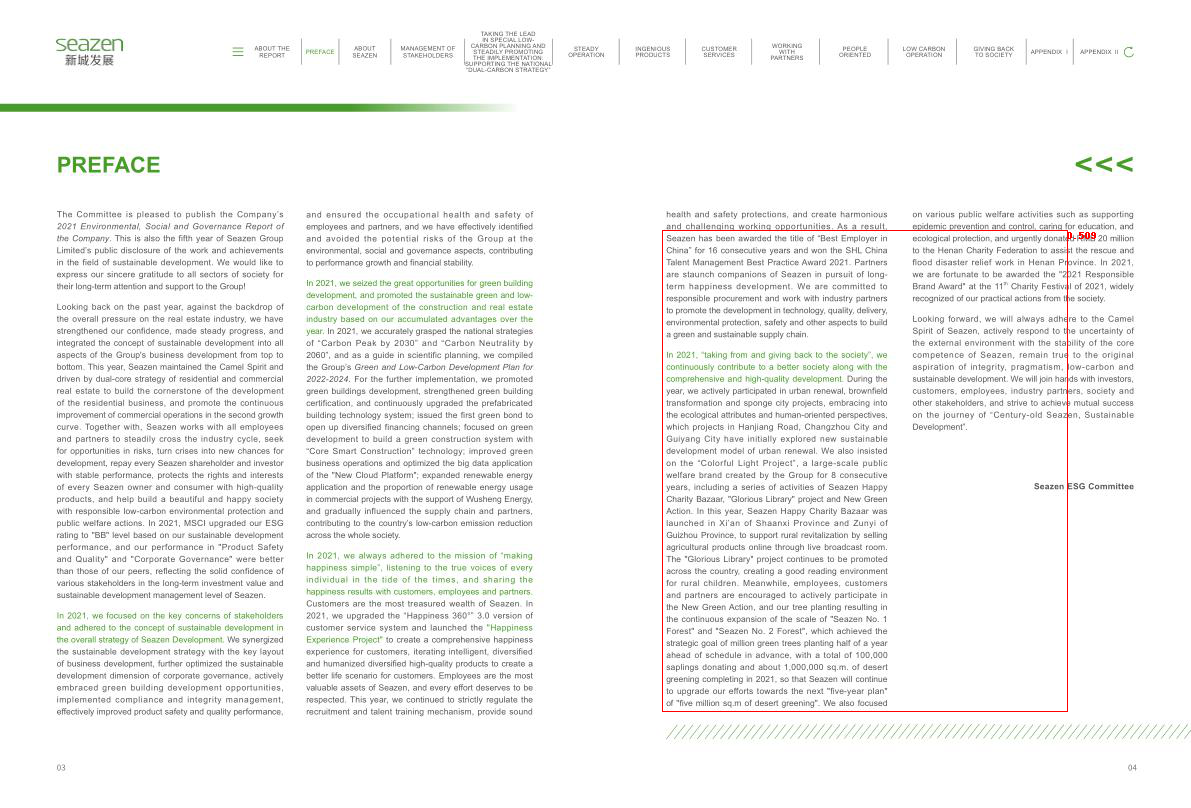 seazen
新城发展
ABOUT THE
REPORT
PREFACE
ABOUT
SEAZEN
MANAGEMENT OF
STAKEHOLDERS
TAKING THE LEAD
IN SPECIAL LOW-
CARBON PLANNING AND
STEADILY PROMOTING
THE IMPLEMENTATION:
SUPPORTING THE NATIONAL
"DUAL-CARBON STRATEGY"
STEADY
OPERATION
INGENIOUS
PRODUCTS
CUSTOMER
SERVICES
WORKING
WITH
PARTNERS
PEOPLE
ORIENTED
LOW CARBON
OPERATION
GIVING BACK
TO SOCIETY
APPENDIX I
APPENDIX II
PREFACE
<<<
The Committee is pleased to publish the Company's
2021 Environmental, Social and Governance Report of
the Company. This is also the fifth year of Seazen Group
Limited's public disclosure of the work and achievements
in the field of sustainable development. We would like to
express our sincere gratitude to all sectors of society for
their long-term attention and support to the Group!
Looking back on the past year, against the backdrop of
the overall pressure on the real estate industry, we have
strengthened our confidence, made steady progress, and
integrated the concept of sustainable development into all
aspects of the Group's business development from top to
bottom. This year, Seazen maintained the Camel Spirit and
driven by dual-core strategy of residential and commercial
real estate to build the cornerstone of the development
of the residential business, and promote the continuous
improvement of commercial operations in the second growth
curve. Together with, Seazen works with all employees
and partners to steadily cross the industry cycle, seek
for opportunities in risks, turn crises into new chances for
development, repay every Seazen shareholder and investor
with stable performance, protects the rights and interests
of every Seazen owner and consumer with high-quality
products, and help build a beautiful and happy society
with responsible low-carbon environmental protection and
public welfare actions. In 2021, MSCI upgraded our ESG
rating to "BB" level based on our sustainable development
performance, and our performance in "Product Safety
and Quality" and "Corporate Governance" were better
than those of our peers, reflecting the solid confidence of
various stakeholders in the long-term investment value and
sustainable development management level of Seazen.
In 2021, we focused on the key concerns of stakeholders
and adhered to the concept of sustainable development in
the overall strategy of Seazen Development. We synergized
the sustainable development strategy with the key layout
of business development, further optimized the sustainable
development dimension of corporate governance, actively
embraced green building development opportunities,
implemented compliance and integrity management,
effectively improved product safety and quality performance,
and ensured the occupational health and safety of
employees and partners, and we have effectively identified
and avoided the potential risks of the Group at the
environmental, social and governance aspects, contributing
to performance growth and financial stability.
In 2021, we seized the great opportunities for green building
development, and promoted the sustainable green and low-
carbon development of the construction and real estate
industry based on our accumulated advantages over the
year. In 2021, we accurately grasped the national strategies
of “Carbon Peak by 2030” and “Carbon Neutrality by
2060”, and as a guide in scientific planning, we compiled
the Group's Green and Low-Carbon Development Plan for
2022-2024. For the further implementation, we promoted
green buildings development, strengthened green building
certification, and continuously upgraded the prefabricated
building technology system; issued the first green bond to
open up diversified financing channels; focused on green
development to build a green construction system with
“Core Smart Construction” technology; improved green
business operations and optimized the big data application
of the "New Cloud Platform"; expanded renewable energy
application and the proportion of renewable energy usage
in commercial projects with the support of Wusheng Energy,
and gradually influenced the supply chain and partners,
contributing to the country's low-carbon emission reduction
across the whole society.
In 2021, we always adhered to the mission of “making
happiness simple”, listening to the true voices of every
individual in the tide of the times, and sharing the
happiness results with customers, employees and partners.
Customers are the most treasured wealth of Seazen. In
2021, we upgraded the “Happiness 360°” 3.0 version of
customer service system and launched the "Happiness
Experience Project" to create a comprehensive happiness
experience for customers, iterating intelligent, diversified
and humanized diversified high-quality products to create a
better life scenario for customers. Employees are the most
valuable assets of Seazen, and every effort deserves to be
respected. This year, we continued to strictly regulate the
recruitment and talent training mechanism, provide sound
health and safety protections, and create harmonious
and challenging working opportunities. As a result,
Seazen has been awarded the title of “Best Employer in
China” for 16 consecutive years and won the SHL China
Talent Management Best Practice Award 2021. Partners
are staunch companions of Seazen in pursuit of long-
term happiness development. We are committed to
responsible procurement and work with industry partners
to promote the development in technology, quality, delivery,
environmental protection, safety and other aspects to build
a green and sustainable supply chain.
In 2021, “taking from and giving back to the society”, we
continuously contribute to a better society along with the
comprehensive and high-quality development. During the
year, we actively participated in urban renewal, brownfield
transformation and sponge city projects, embracing into
the ecological attributes and human-oriented perspectives,
which projects in Hanjiang Road, Changzhou City and
Guiyang City have initially explored new sustainable
development model of urban renewal. We also insisted
on the “Colorful Light Project”, a large-scale public
welfare brand created by the Group for 8 consecutive
years, including a series of activities of Seazen Happy
Charity Bazaar, "Glorious Library" project and New Green
Action. In this year, Seazen Happy Charity Bazaar was
launched in Xi'an of Shaanxi Province and Zunyi of
Guizhou Province, to support rural revitalization by selling
agricultural products online through live broadcast room.
The "Glorious Library" project continues to be promoted
across the country, creating a good reading environment
for rural children. Meanwhile, employees, customers
and partners are encouraged to actively participate in
the New Green Action, and our tree planting resulting in
the continuous expansion of the scale of "Seazen No. 1
Forest" and "Seazen No. 2 Forest", which achieved the
strategic goal of million green trees planting half of a year
ahead of schedule in advance, with a total of 100,000
saplings donating and about 1,000,000 sq.m. of desert
greening completing in 2021, so that Seazen will continue
to upgrade our efforts towards the next "five-year plan"
of "five million sq.m of desert greening". We also focused
on various public welfare activities such as supporting
epidemic prevention and control, caring for education, and
ecological protection, and urgently donated 20 million
to the Henan Charity Federation to assist the rescue and
flood disaster relief work in Henan Province. In 2021,
we are fortunate to be awarded the "2021 Responsible
Brand Award" at the 11th Charity Festival of 2021, widely
recognized of our practical actions from the society.
Looking forward, we will always adhere to the Camel
Spirit of Seazen, actively respond to the uncertainty of
the external environment with the stability of the core
competence of Seazen, remain true to the original
aspiration of integrity, pragmatism, low-carbon and
sustainable development. We will join hands with investors,
customers, employees, industry partners, society and
other stakeholders, and strive to achieve mutual success
on the journey of “Century-old Seazen, Sustainable
Development”.
Seazen ESG Committee
03
04